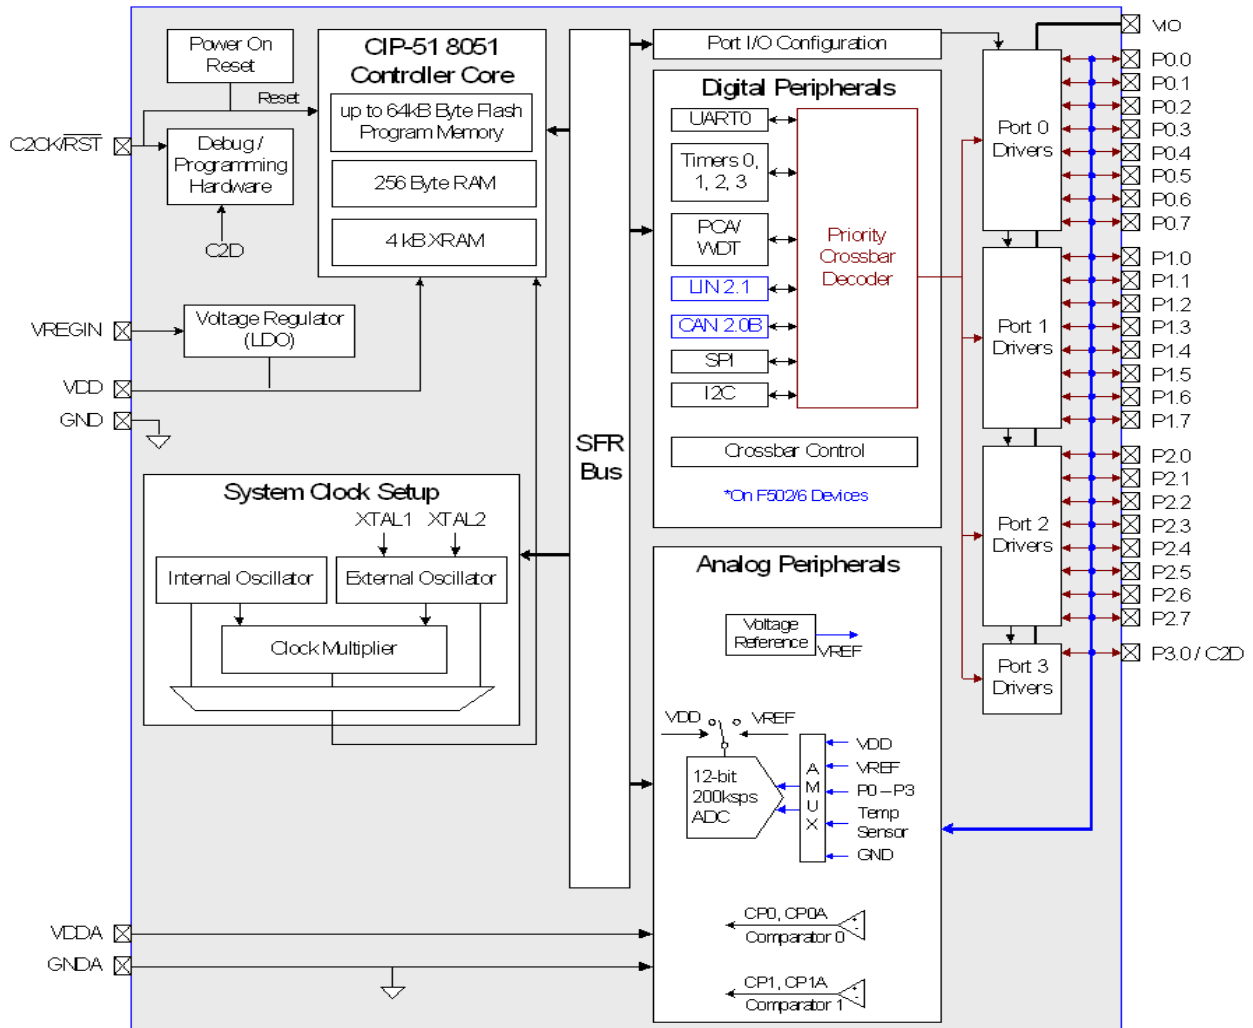 Power On
Reset
Reset
C2CK/RST
Debug /
Programming
Hardware
C2D
CIP-51 8051
Controller Core
up to 64kB Byte Flash
Program Memory
256 Byte RAM
4 kB XRAM
VREGIN
Voltage Regulator
(LDO)
VDD
GND
System Clock Setup
XTAL1 XTAL2
Internal Oscillator
External Oscillator
Clock Multiplier
VDDA
GNDA
SFR
Bus
Port I/O Configuration
Digital Peripherals
UART0
Timers 0,
1, 2, 3
PCA/
WDT
LIN 2.1
CAN 2.0B
SPI
I2C
Priority
Crossbar
Decoder
Crossbar Control
*On F502/6 Devices
Analog Peripherals
Voltage
Reference
VREF
VDD
VREF
12-bit
200ksps
ADC
A
M
U
X
VDD
VREF
P0 – P3
Temp
Sensor
GND
CP0, CP0A
Comparator 0
+
-
CP1, CP1A
Comparator 1
+
-
Port 0
Drivers
Port 1
Drivers
Port 2
Drivers
Port 3
Drivers
VIO
P0.0
P0.1
P0.2
P0.3
P0.4
P0.5
P0.6
P0.7
P1.0
P1.1
P1.2
P1.3
P1.4
P1.5
P1.6
P1.7
P2.0
P2.1
P2.2
P2.3
P2.4
P2.5
P2.6
P2.7
P3.0 / C2D